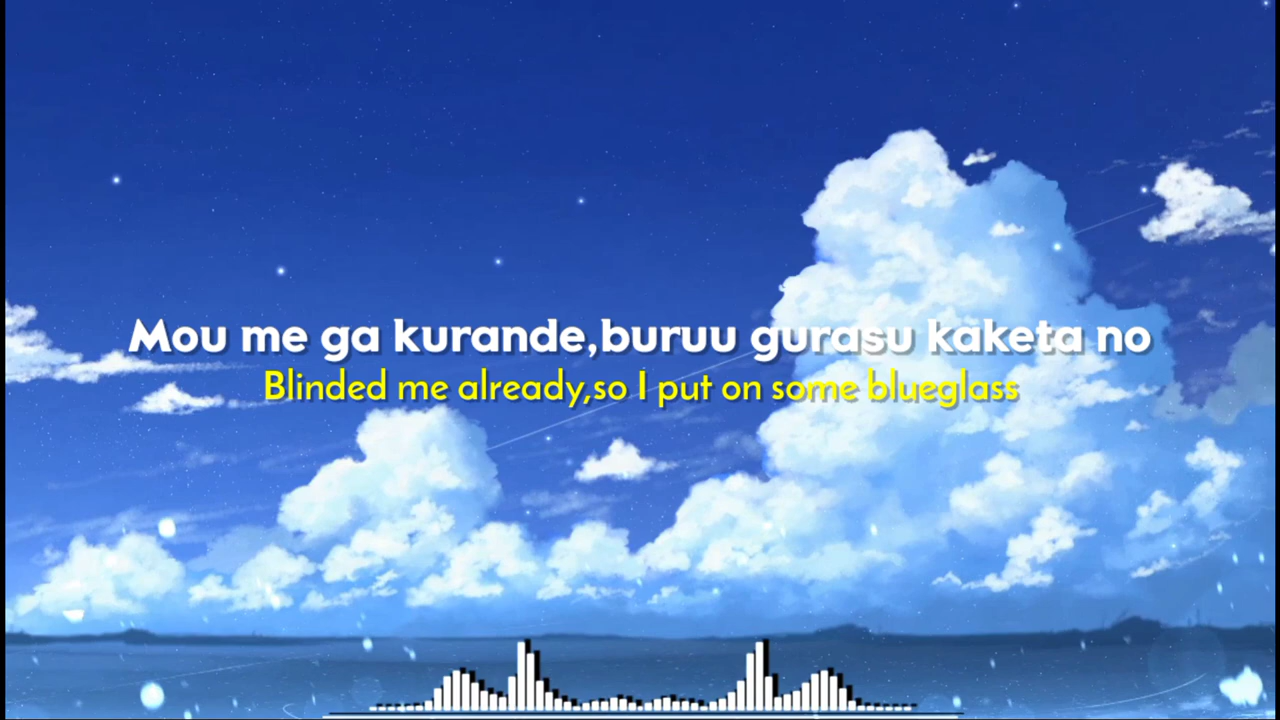 Mou me ga kurande,buruu gurasu kaketa no
Blinded me already,so I put on some blueglass